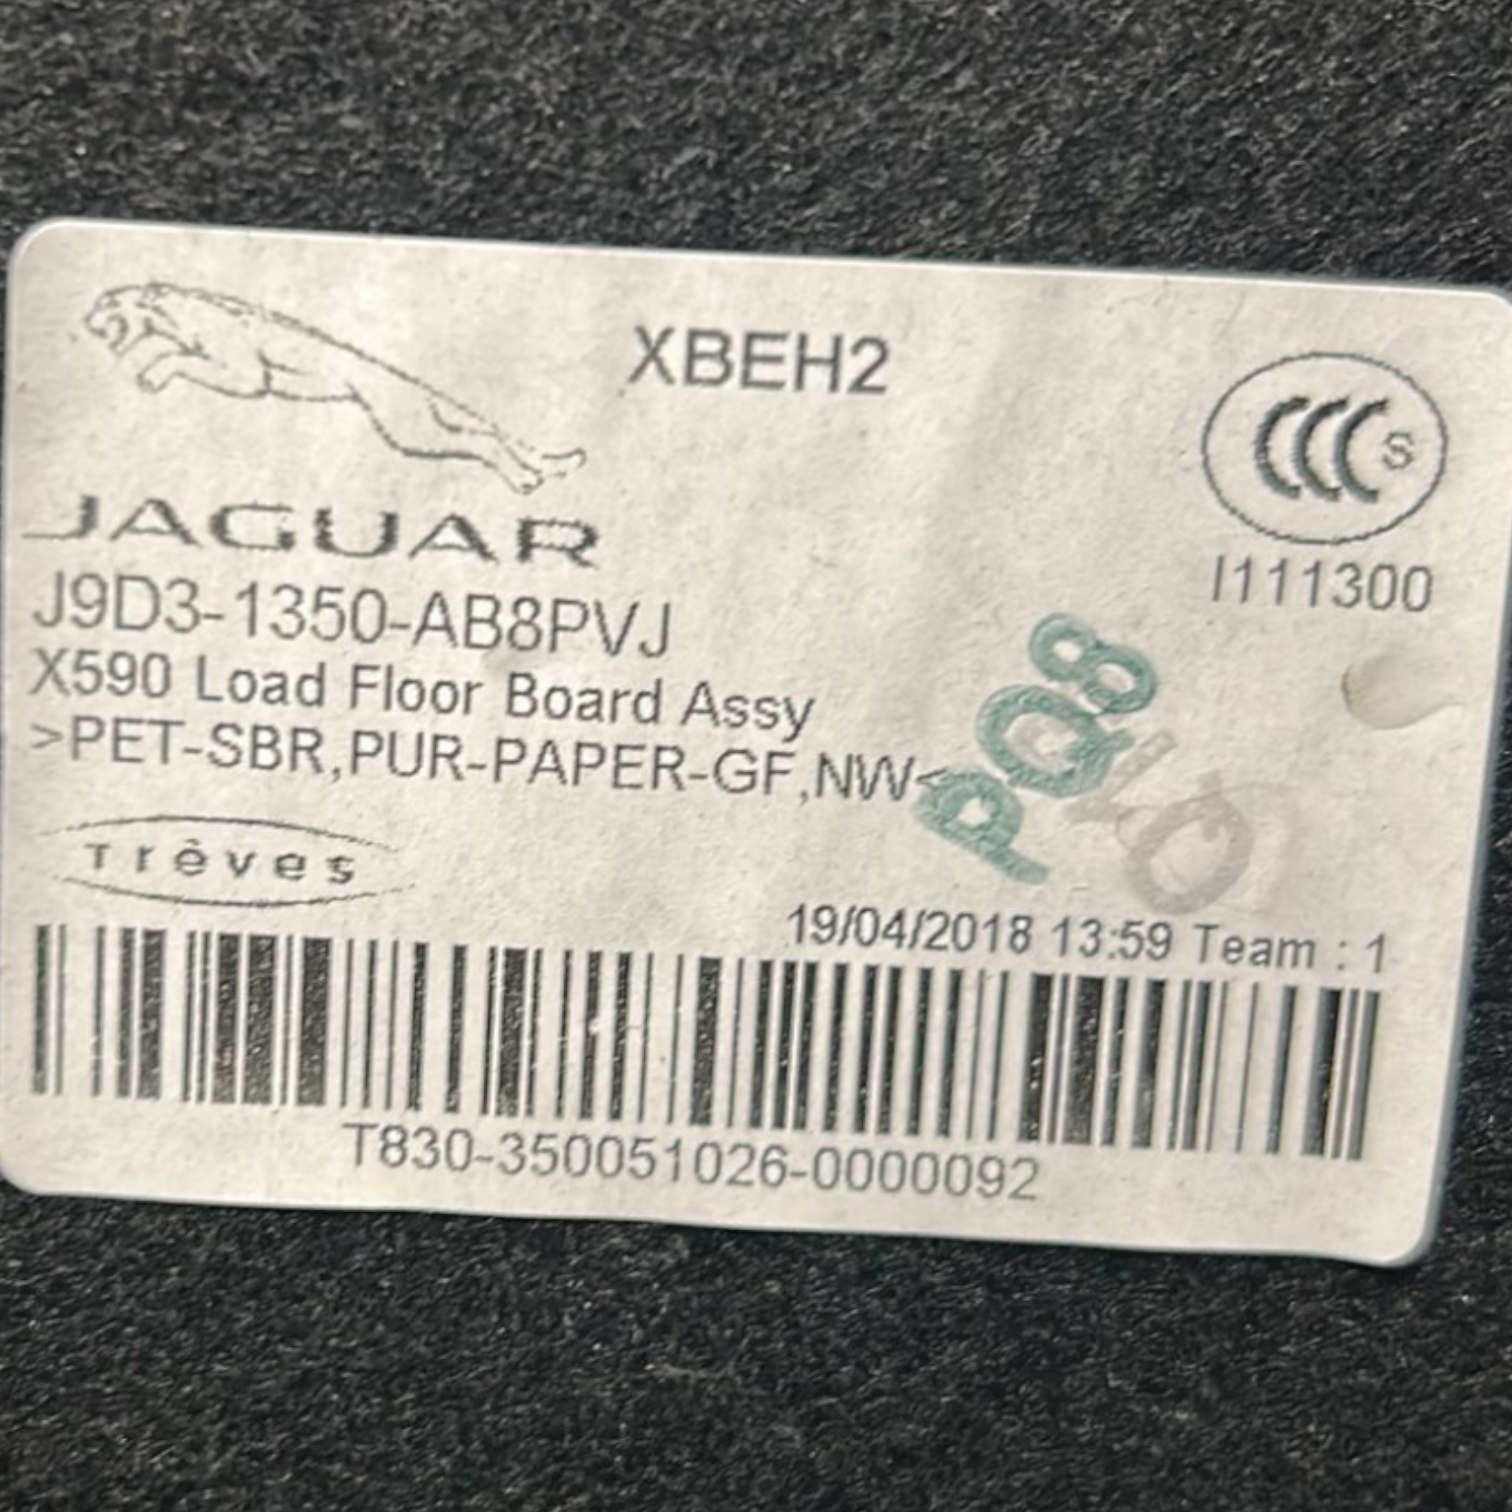 XBEH2
CCC S
I111300
JAGUAR
J9D3-1350-AB8PVJ
X590 Load Floor Board Assy
>PET-SBR,PUR-PAPER-GF,NW<
PQ8
Trèves
19/04/2018 13:59 Team : 1
T830-350051026-0000092